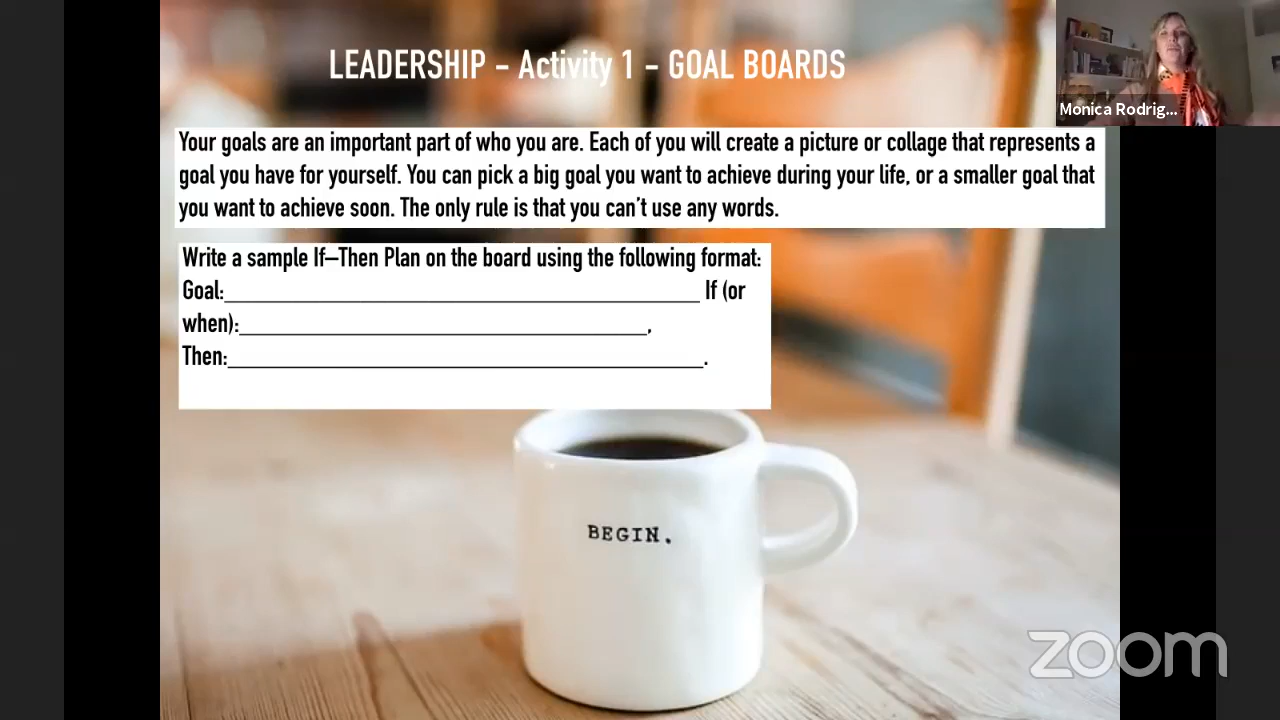 LEADERSHIP - Activity 1 - GOAL BOARDS
Monica Rodrig...
Your goals are an important part of who you are. Each of you will create a picture or collage that represents a
goal you have for yourself. You can pick a big goal you want to achieve during your life, or a smaller goal that
you want to achieve soon. The only rule is that you can't use any words.
Write a sample If–Then Plan on the board using the following format:
Goal:________________________________________ If (or
when):___________________________________,
Then:________________________________________.
BEGIN.
zoom